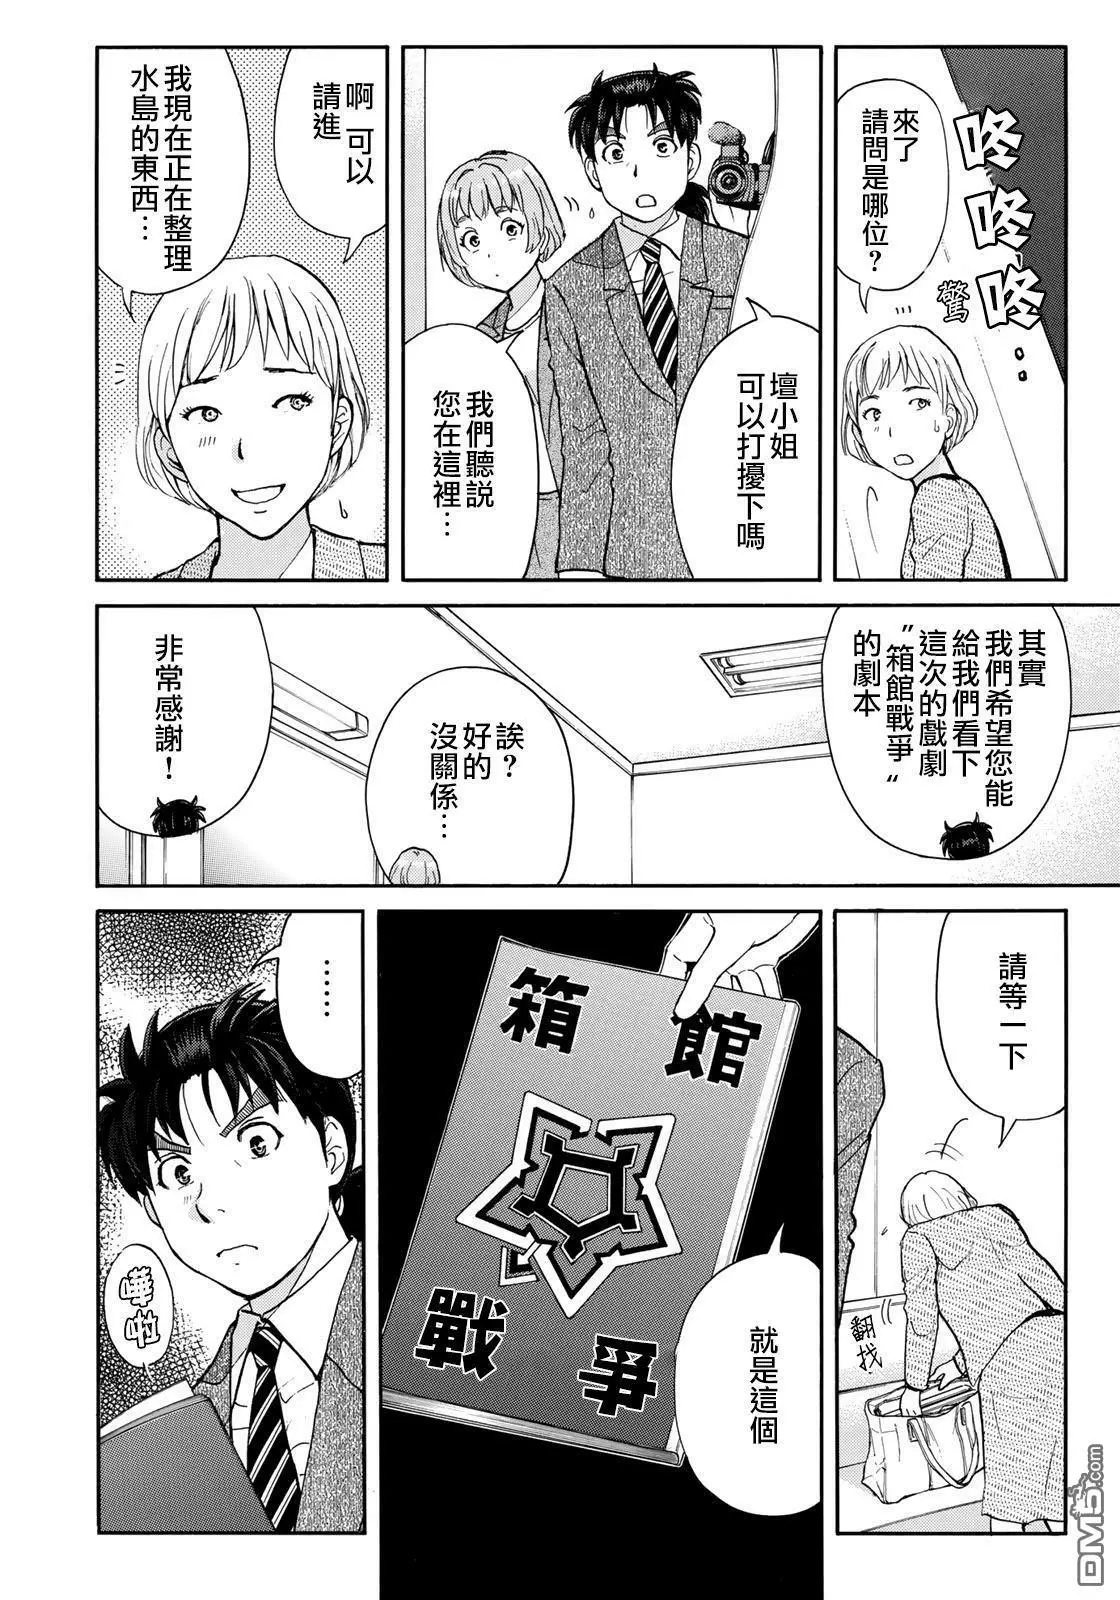 咚
咚
咚
來了
請問是哪位？
驚
壇小姐
可以打擾下嗎
我們聽說
您在這裡…
啊 可以
請進
我現在正在整理
水島的東西…
其實
我們希望您能
給我們看下
這次的戲劇
"箱館戰爭"
的劇本
誒？
好的
沒關係…
非常感謝！
請等一下
翻找
箱館
戰爭
就是這個
……
嘩啦
DM5.com